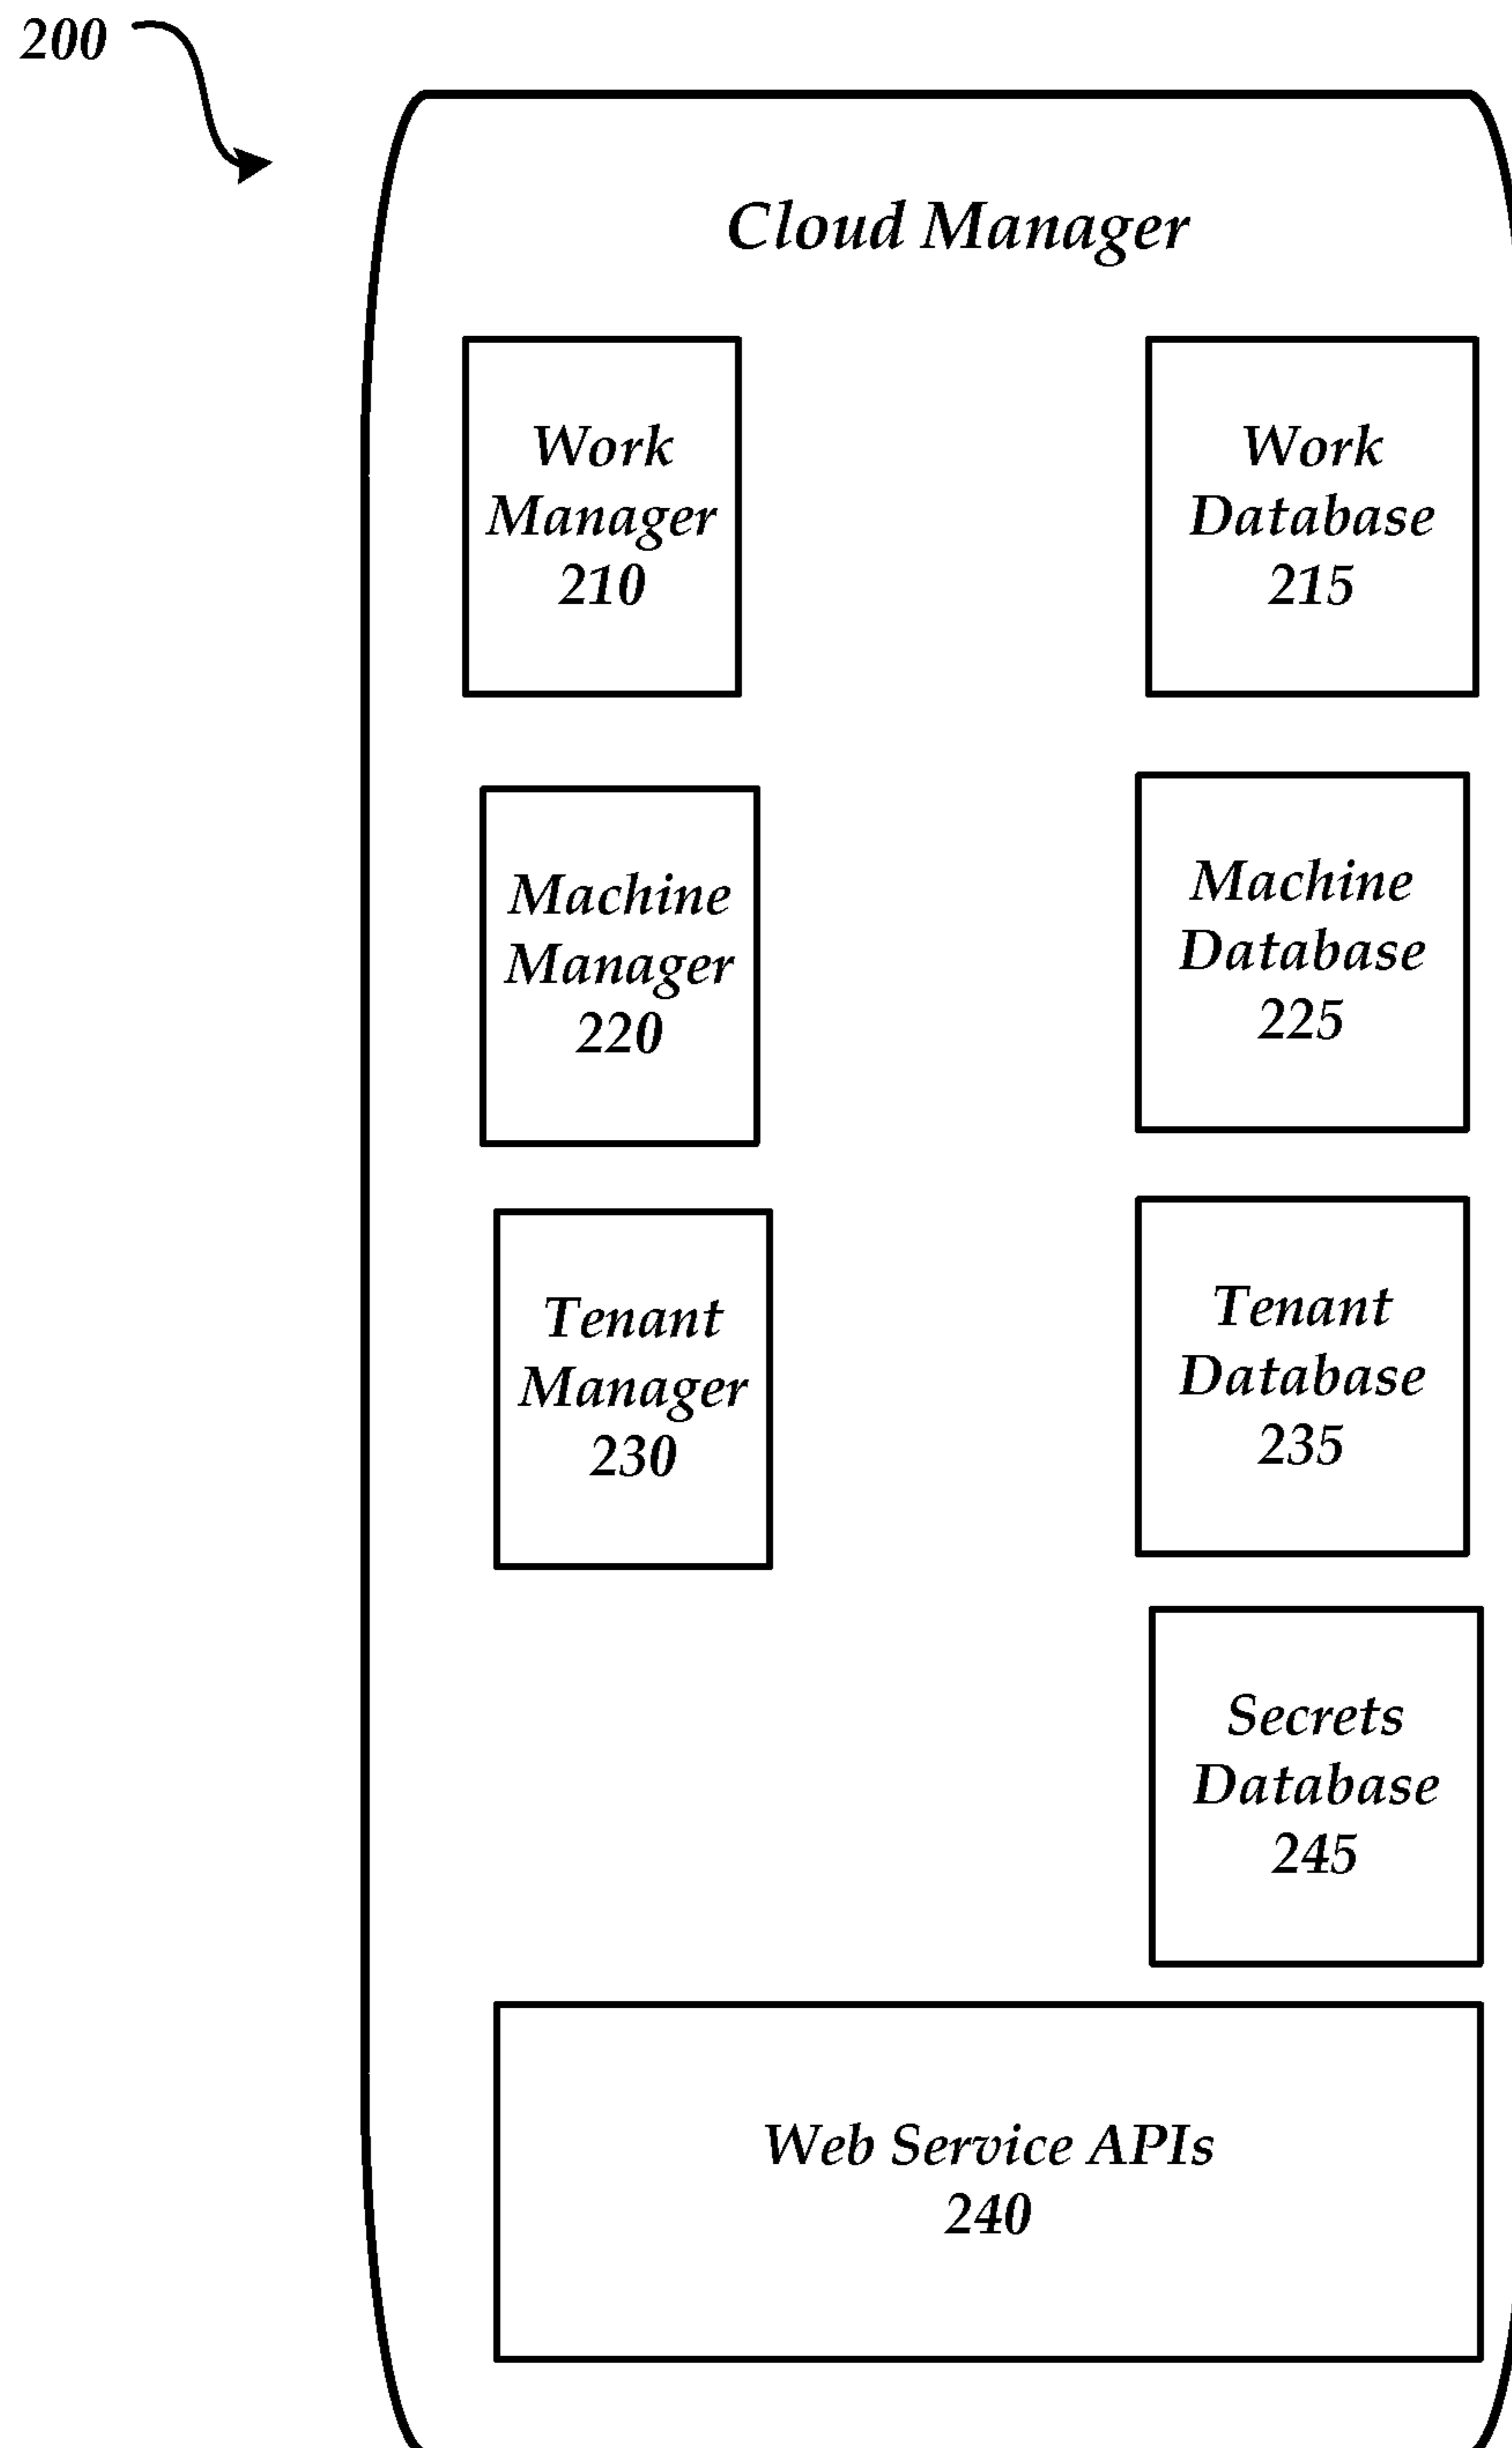 200
Cloud Manager
Work
Manager
210
Work
Database
215
Machine
Manager
220
Machine
Database
225
Tenant
Manager
230
Tenant
Database
235
Secrets
Database
245
Web Service APIs
240